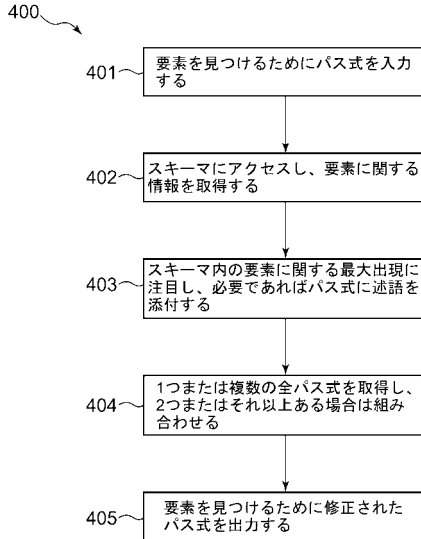 400
401
要素を見つけるためにパス式を入力
する
402
スキーマにアクセスし、要素に関する
情報を取得する
403
スキーマ内の要素に関する最大出現に
注目し、必要であればパス式に述語を
添付する
404
1つまたは複数の全パス式を取得し、
2つまたはそれ以上ある場合は組み
合わせる
405
要素を見つけるために修正された
パス式を出力する